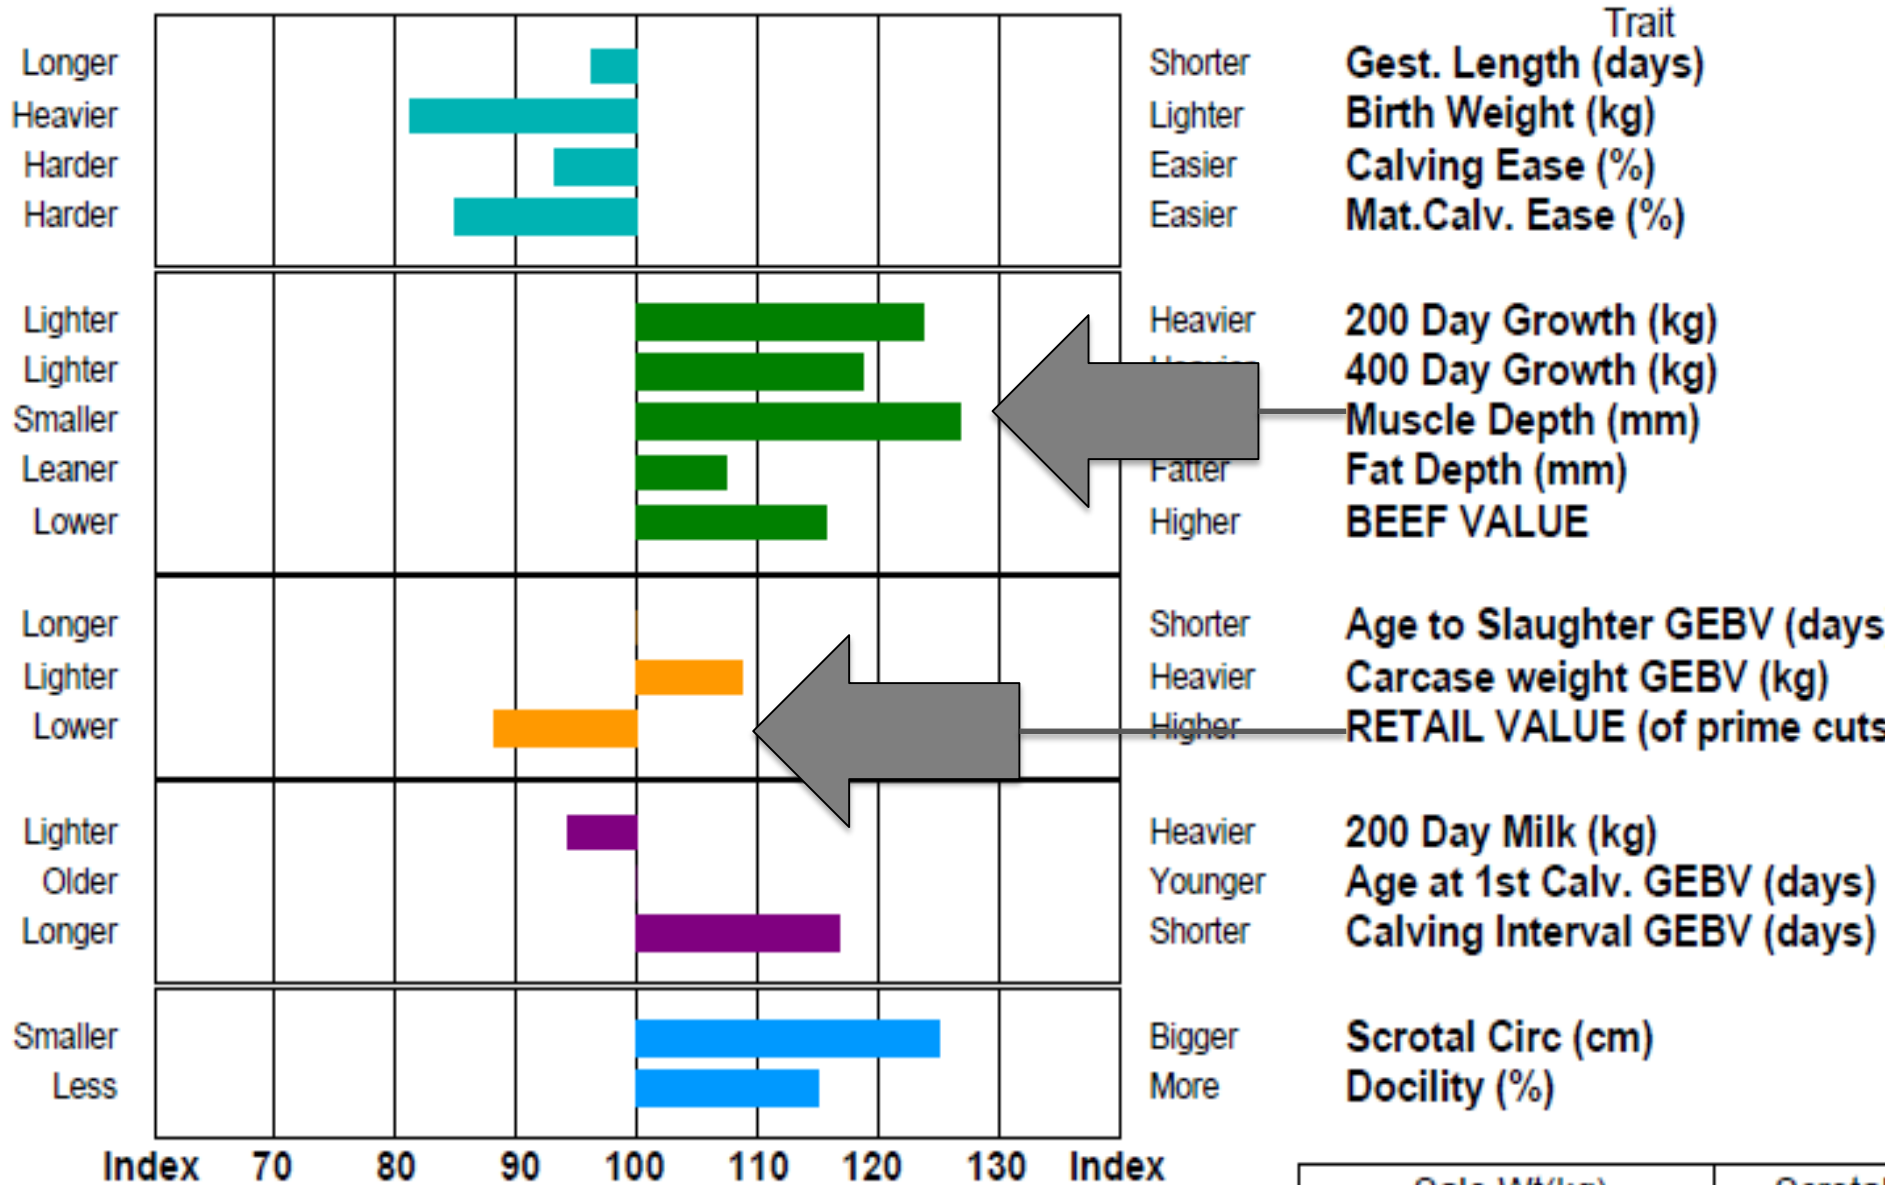 Trait
Longer Shorter Gest. Length (days)
Heavier Lighter Birth Weight (kg)
Harder Easier Calving Ease (%)
Harder Easier Mat.Calv. Ease (%)
Lighter Heavier 200 Day Growth (kg)
Lighter 400 Day Growth (kg)
Smaller Muscle Depth (mm)
Leaner Fatter Fat Depth (mm)
Lower Higher BEEF VALUE
Longer Shorter Age to Slaughter GEBV (days
Lighter Heavier Carcase weight GEBV (kg)
Lower Higher RETAIL VALUE (of prime cuts
Lighter Heavier 200 Day Milk (kg)
Older Younger Age at 1st Calv. GEBV (days)
Longer Shorter Calving Interval GEBV (days)
Smaller Bigger Scrotal Circ (cm)
Less More Docility (%)
Index 70 80 90 100 110 120 130 Index